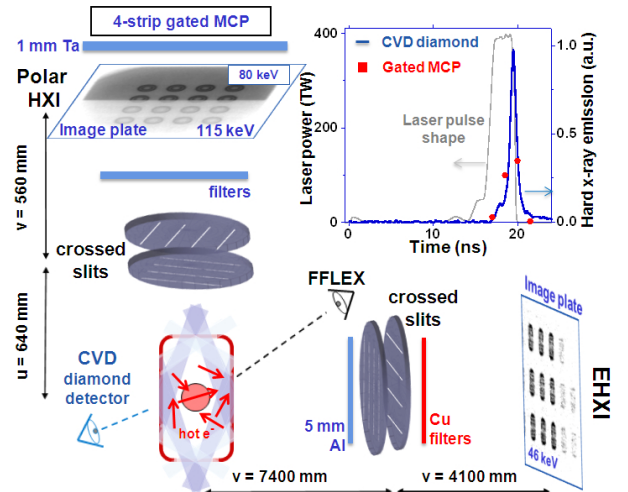 4-strip gated MCP
1 mm Ta
Polar
HXI
80 keV
Image plate
115 keV
filters
v = 560 mm
crossed
slits
u = 640 mm
CVD
diamond
detector
hot e-
FFLEX
crossed
slits
5 mm
Al
Cu
filters
Image plate
46 keV
EHXI
v = 7400 mm
v = 4100 mm
Laser power (TW)
400
200
0
CVD diamond
Gated MCP
Laser pulse
shape
1.0
0.5
0.0
Hard x-ray emission (a.u.)
0
10
20
Time (ns)